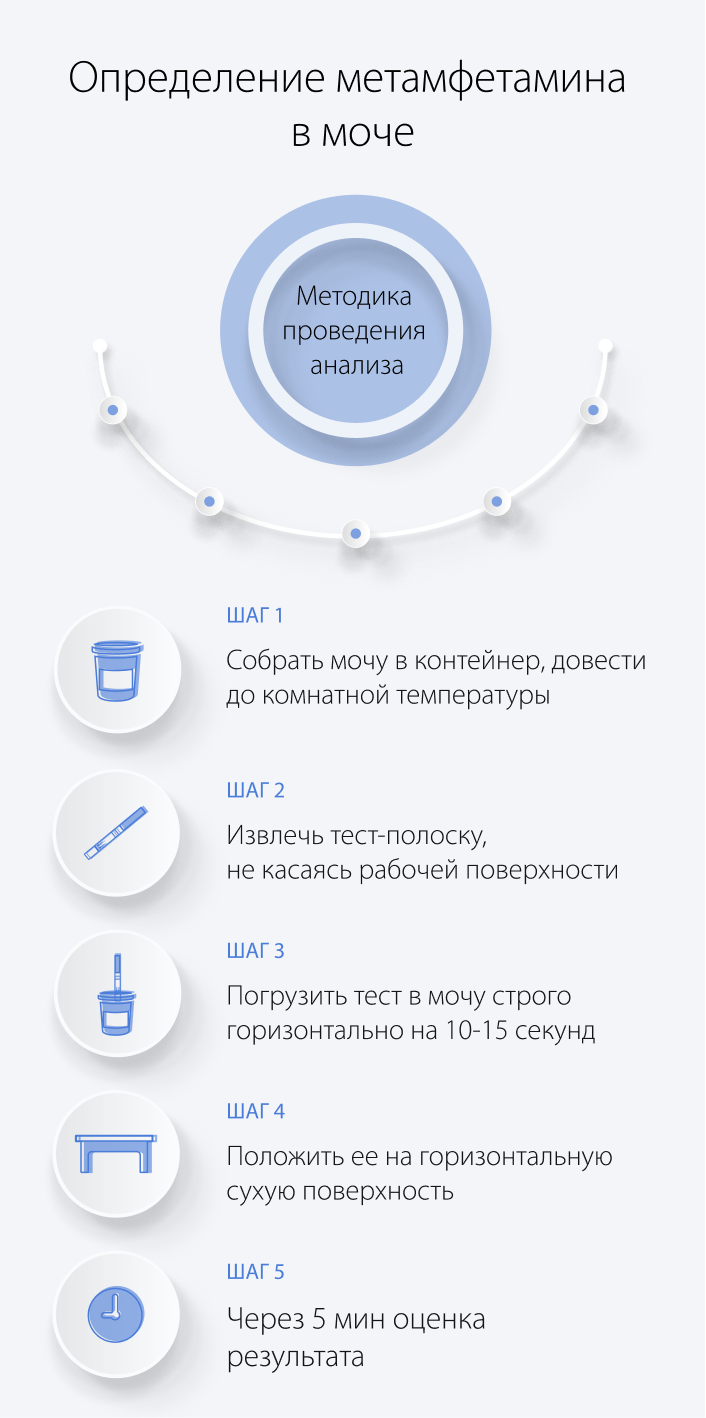 Определение метамфетамина
в моче
Методика
проведения
анализа
ШАГ 1
Собрать мочу в контейнер, довести
до комнатной температуры
ШАГ 2
Извлечь тест-полоску,
не касаясь рабочей поверхности
ШАГ 3
Погрузить тест в мочу строго
горизонтально на 10-15 секунд
ШАГ 4
Положить ее на горизонтальную
сухую поверхность
ШАГ 5
Через 5 мин оценка
результата